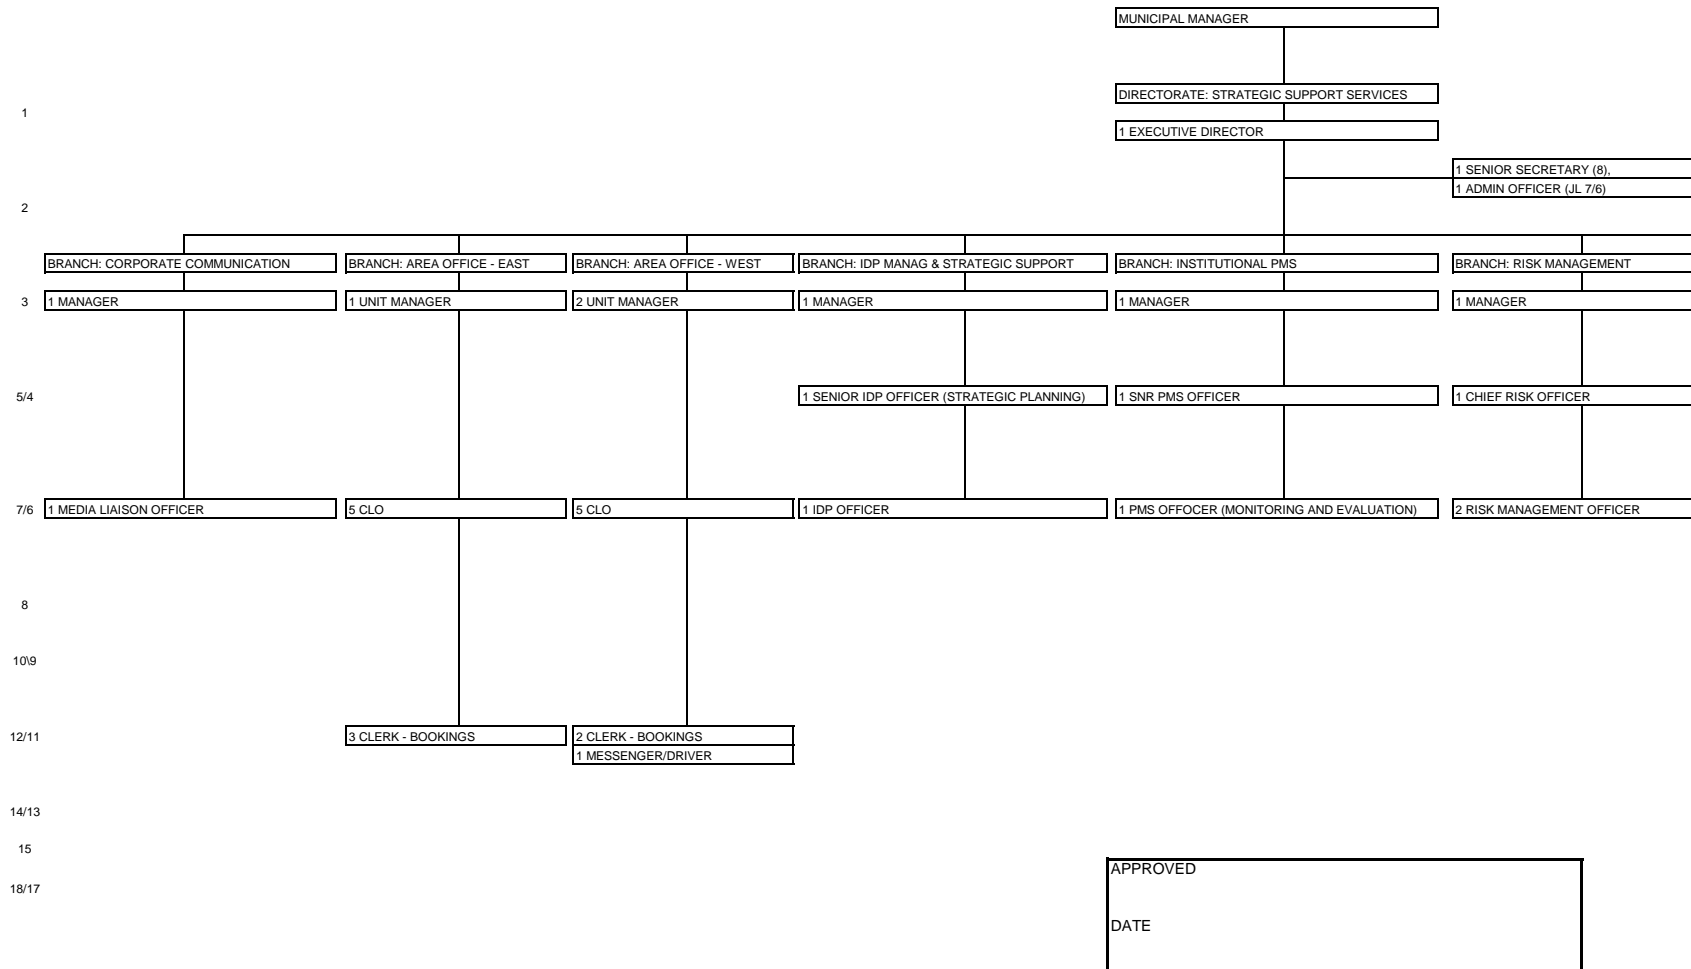 MUNICIPAL MANAGER
DIRECTORATE: STRATEGIC SUPPORT SERVICES
1
1 EXECUTIVE DIRECTOR
1 SENIOR SECRETARY (8),
1 ADMIN OFFICER (JL 7/6)
2
BRANCH: CORPORATE COMMUNICATION
BRANCH: AREA OFFICE - EAST
BRANCH: AREA OFFICE - WEST
BRANCH: IDP MANAG & STRATEGIC SUPPORT
BRANCH: INSTITUTIONAL PMS
BRANCH: RISK MANAGEMENT
3
1 MANAGER
1 UNIT MANAGER
2 UNIT MANAGER
1 MANAGER
1 MANAGER
1 MANAGER
5/4
1 SENIOR IDP OFFICER (STRATEGIC PLANNING)
1 SNR PMS OFFICER
1 CHIEF RISK OFFICER
7/6
1 MEDIA LIAISON OFFICER
5 CLO
5 CLO
1 IDP OFFICER
1 PMS OFFOCER (MONITORING AND EVALUATION)
2 RISK MANAGEMENT OFFICER
8
10\9
12/11
3 CLERK - BOOKINGS
2 CLERK - BOOKINGS
1 MESSENGER/DRIVER
14/13
15
APPROVED
18/17
DATE